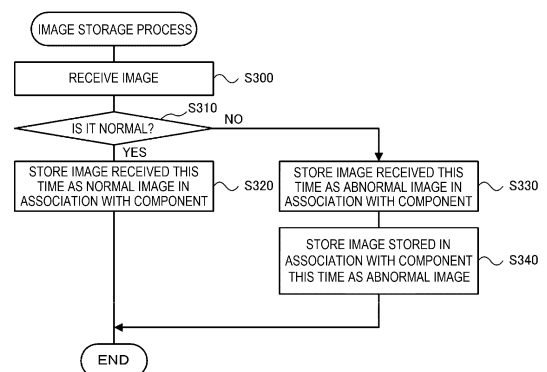 IMAGE STORAGE PROCESS
RECEIVE IMAGE
S300
S310
IS IT NORMAL?
NO
YES
STORE IMAGE RECEIVED THIS
TIME AS NORMAL IMAGE IN
ASSOCIATION WITH COMPONENT
S320
STORE IMAGE RECEIVED THIS
TIME AS ABNORMAL IMAGE IN
ASSOCIATION WITH COMPONENT
S330
STORE IMAGE STORED IN
ASSOCIATION WITH COMPONENT
THIS TIME AS ABNORMAL IMAGE
S340
END